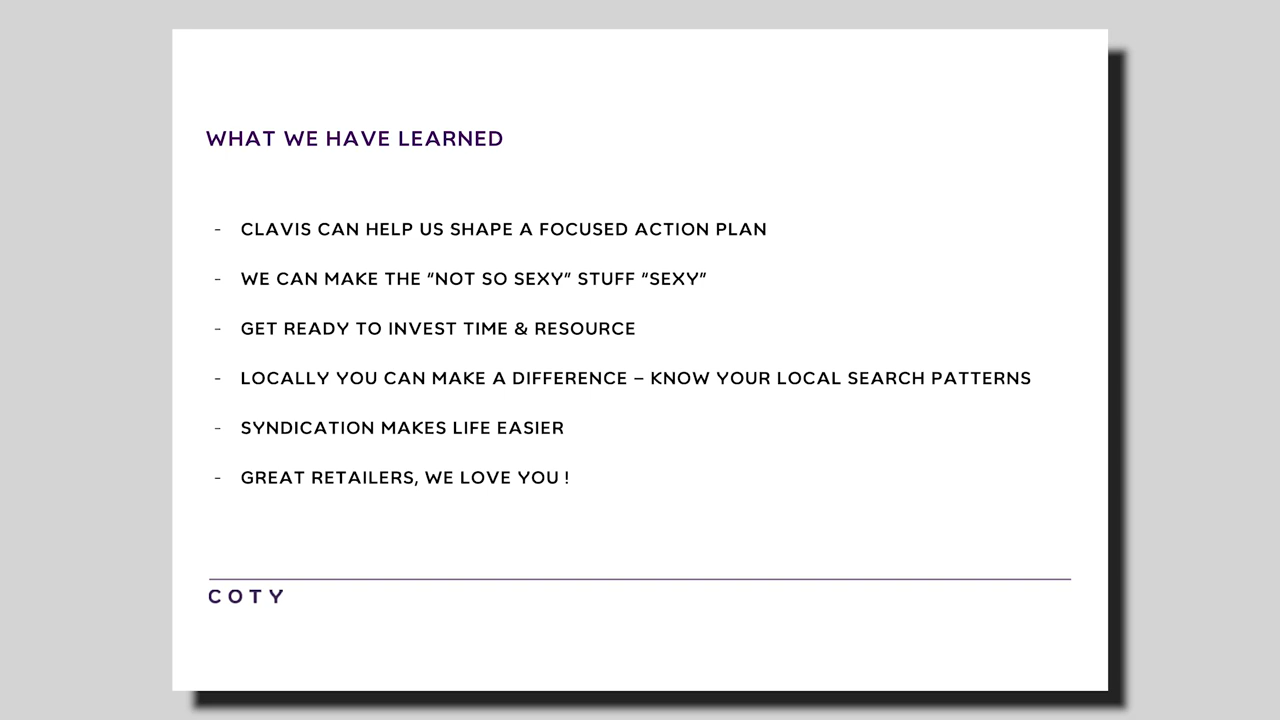 WHAT WE HAVE LEARNED
- CLAVIS CAN HELP US SHAPE A FOCUSED ACTION PLAN
- WE CAN MAKE THE “NOT SO SEXY” STUFF “SEXY”
- GET READY TO INVEST TIME & RESOURCE
- LOCALLY YOU CAN MAKE A DIFFERENCE – KNOW YOUR LOCAL SEARCH PATTERNS
- SYNDICATION MAKES LIFE EASIER
- GREAT RETAILERS, WE LOVE YOU !
COTY